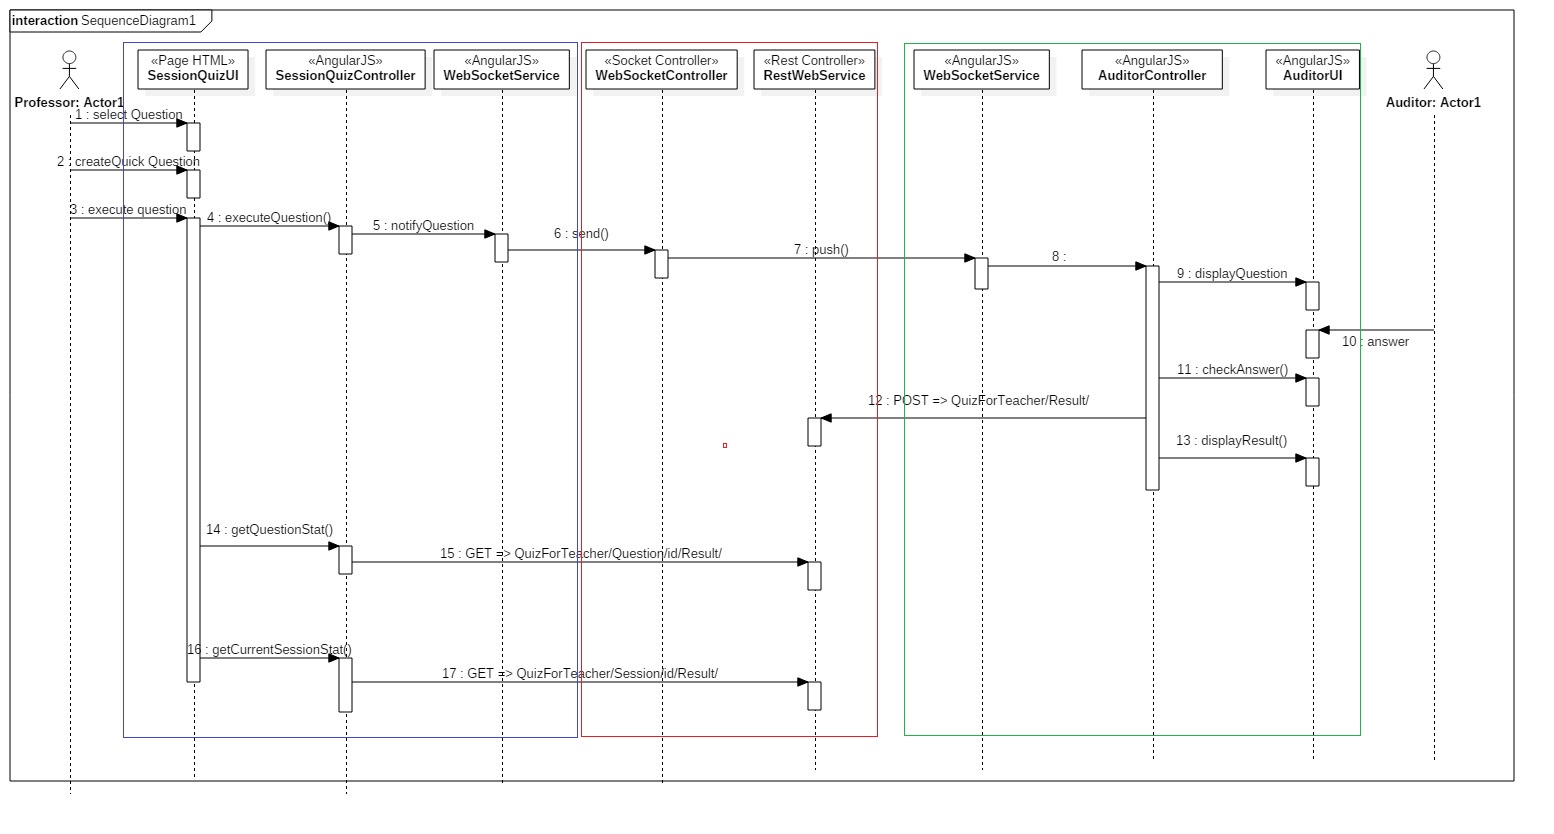 interaction SequenceDiagram1
«Page HTML»
SessionQuizUI
«AngularJS»
SessionQuizController
«AngularJS»
WebSocketService
«Socket Controller»
WebSocketController
«Rest Controller»
RestWebService
«AngularJS»
WebSocketService
«AngularJS»
AuditorController
«AngularJS»
AuditorUI
Professor: Actor1
Auditor: Actor1
1 : select Question
2 : createQuick Question
3 : execute question
4 : executeQuestion()
5 : notifyQuestion
6 : send()
7 : push()
8 :
9 : displayQuestion
10 : answer
11 : checkAnswer()
12 : POST => QuizForTeacher/Result/
13 : displayResult()
14 : getQuestionStat()
15 : GET => QuizForTeacher/Question/id/Result/
16 : getCurrentSessionStat()
17 : GET => QuizForTeacher/Session/id/Result/